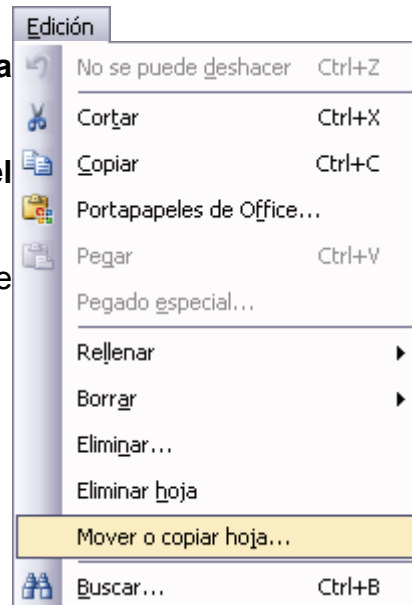 Edición
a
No se puede deshacer Ctrl+Z
Cortar Ctrl+X
el
Copiar Ctrl+C
Portapapeles de Office...
Pegar Ctrl+V
e
Pegado especial...
Rellenar
Borrar
Eliminar...
Eliminar hoja
Mover o copiar hoja...
Buscar... Ctrl+B